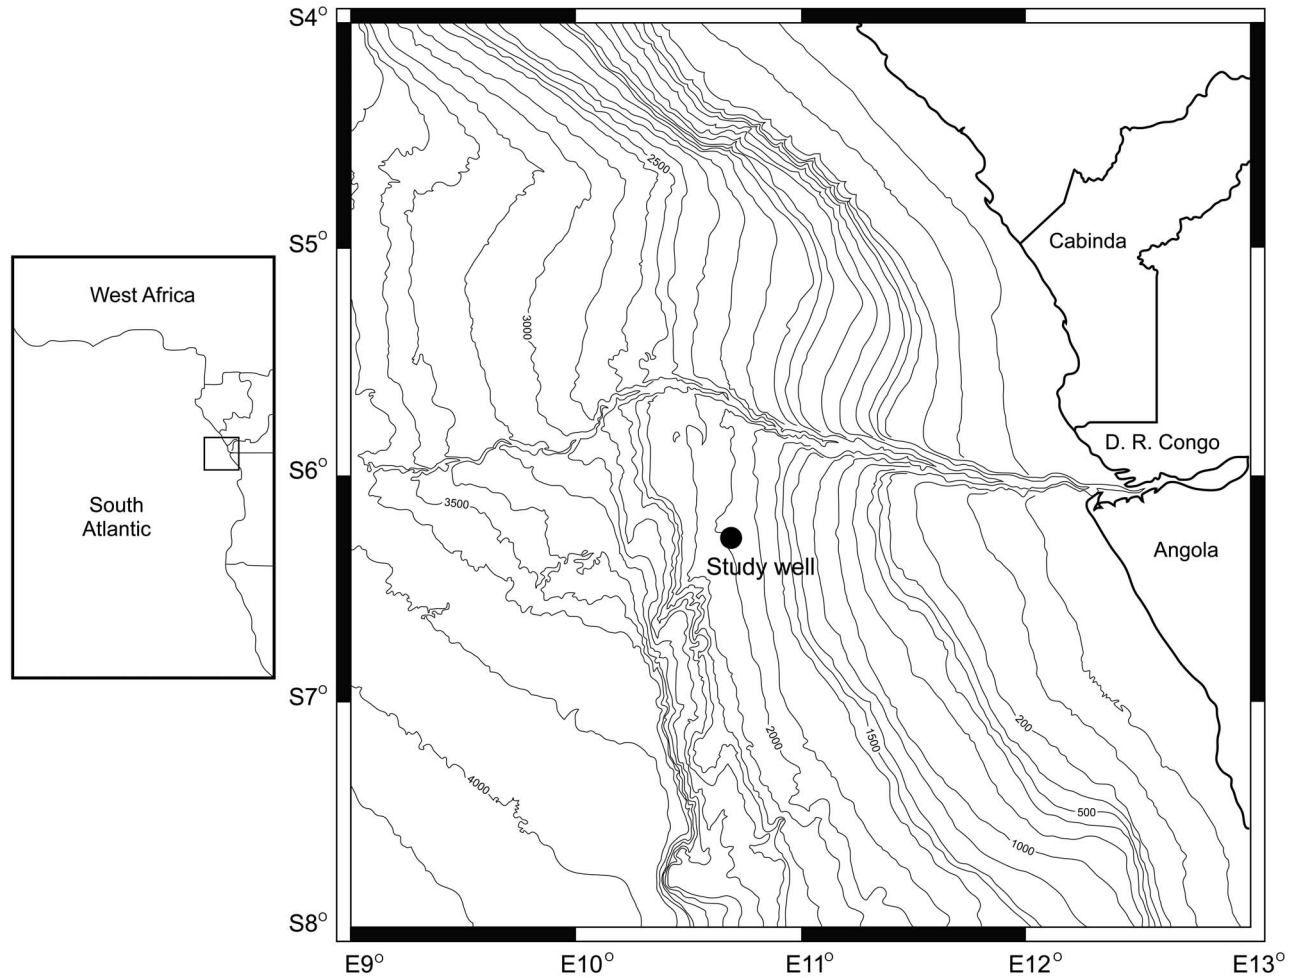 S4°
S5°
S6°
S7°
S8°
E9°
E10°
E11°
E12°
E13°
West Africa
South
Atlantic
Cabinda
D. R. Congo
Angola
Study well
2500
3000
3500
4000
2000
1500
200
500
1000